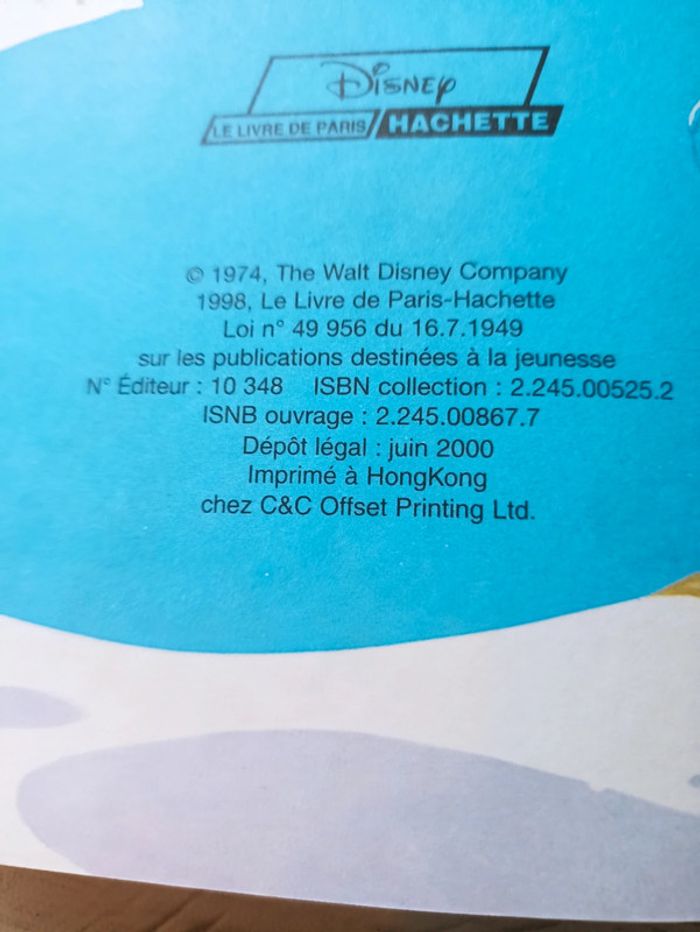 Disney
LE LIVRE DE PARIS/HACHETTE
© 1974, The Walt Disney Company
1998, Le Livre de Paris-Hachette
Loi n° 49 956 du 16.7.1949
sur les publications destinées à la jeunesse
N° Éditeur : 10 348 ISBN collection : 2.245.00525.2
ISNB ouvrage : 2.245.00867.7
Dépôt légal : juin 2000
Imprimé à HongKong
chez C&C Offset Printing Ltd.